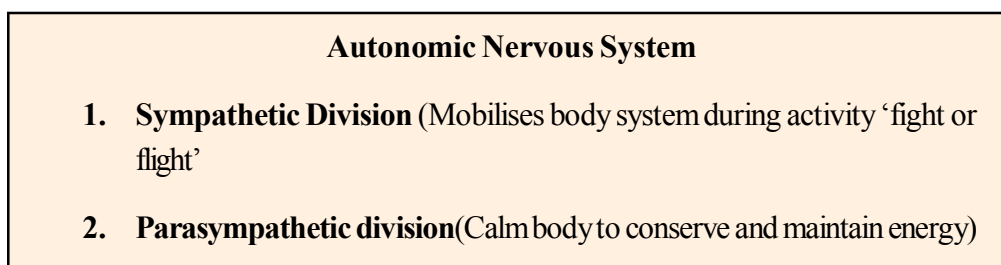 Autonomic Nervous System
1. Sympathetic Division (Mobilises body system during activity ‘fight or
flight’
2. Parasympathetic division(Calm body to conserve and maintain energy)